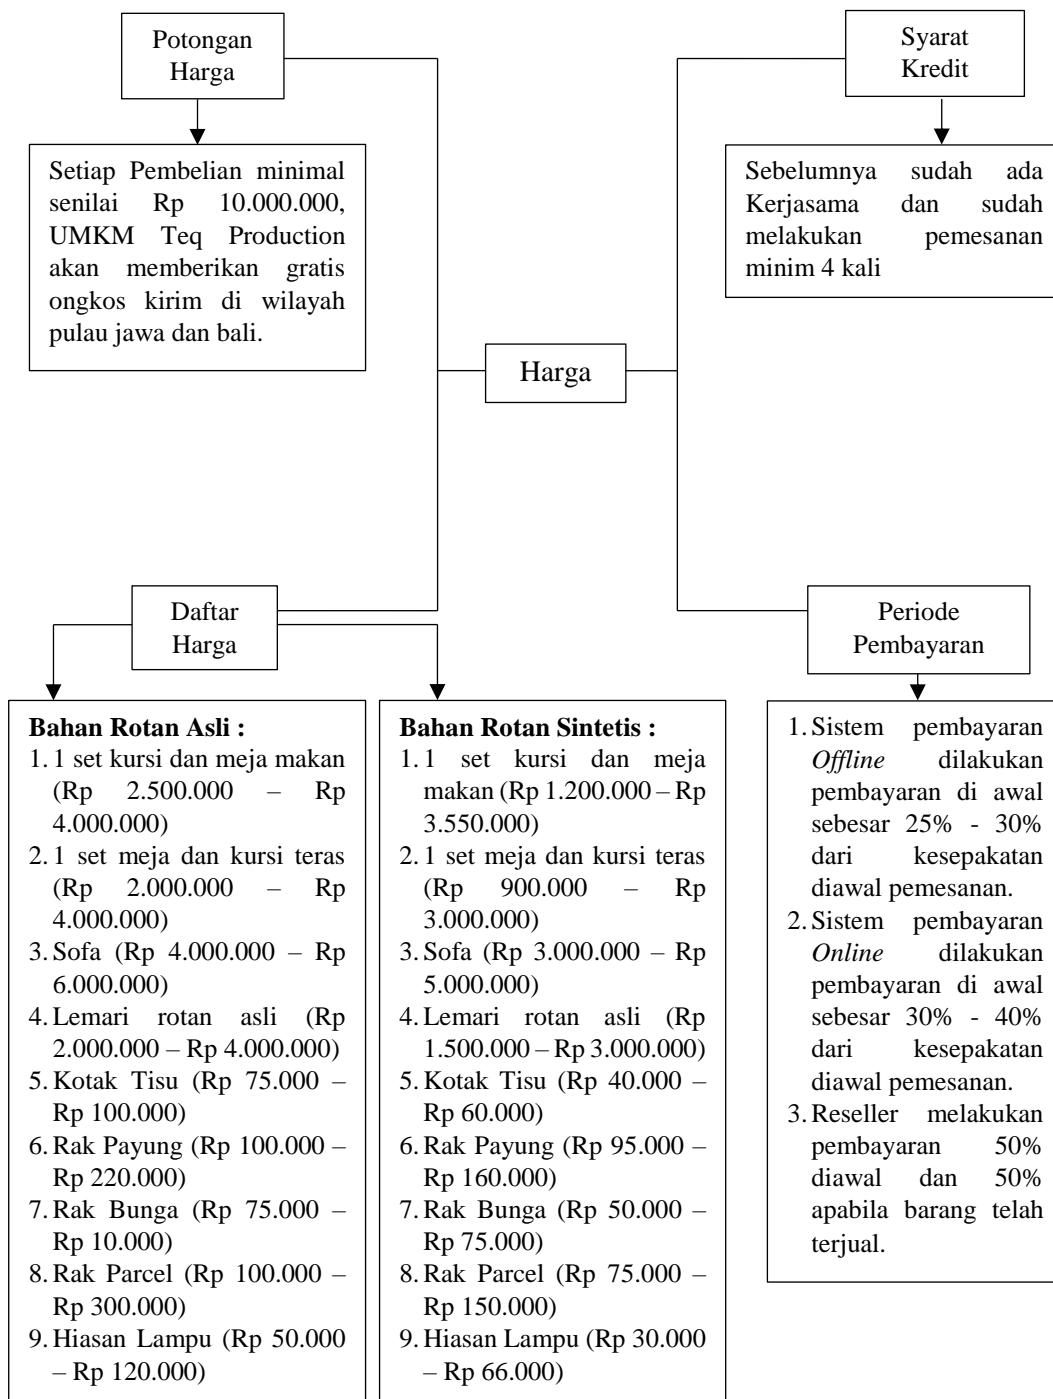 Potongan
Harga
Syarat
Kredit
Setiap Pembelian minimal
senilai Rp 10.000.000,
UMKM Teq Production
akan memberikan gratis
ongkos kirim di wilayah
pulau jawa dan bali.
Sebelumnya sudah ada
Kerjasama dan sudah
melakukan pemesanan
minim 4 kali
Harga
Daftar
Harga
Periode
Pembayaran
Bahan Rotan Asli :
1. 1 set kursi dan meja makan
(Rp 2.500.000 – Rp
4.000.000)
2. 1 set meja dan kursi teras
(Rp 2.000.000 – Rp
4.000.000)
3. Sofa (Rp 4.000.000 – Rp
6.000.000)
4. Lemari rotan asli (Rp
2.000.000 – Rp 4.000.000)
5. Kotak Tisu (Rp 75.000 –
Rp 100.000)
6. Rak Payung (Rp 100.000 –
Rp 220.000)
7. Rak Bunga (Rp 75.000 –
Rp 10.000)
8. Rak Parcel (Rp 100.000 –
Rp 300.000)
9. Hiasan Lampu (Rp 50.000
– Rp 120.000)
Bahan Rotan Sintetis :
1. 1 set kursi dan meja
makan (Rp 1.200.000 – Rp
3.550.000)
2. 1 set meja dan kursi teras
(Rp 900.000 – Rp
3.000.000)
3. Sofa (Rp 3.000.000 – Rp
5.000.000)
4. Lemari rotan asli (Rp
1.500.000 – Rp 3.000.000)
5. Kotak Tisu (Rp 40.000 –
Rp 60.000)
6. Rak Payung (Rp 95.000 –
Rp 160.000)
7. Rak Bunga (Rp 50.000 –
Rp 75.000)
8. Rak Parcel (Rp 75.000 –
Rp 150.000)
9. Hiasan Lampu (Rp 30.000
– Rp 66.000)
1. Sistem pembayaran
Offline dilakukan
pembayaran di awal
sebesar 25% - 30%
dari kesepakatan
diawal pemesanan.
2. Sistem pembayaran
Online dilakukan
pembayaran di awal
sebesar 30% - 40%
dari kesepakatan
diawal pemesanan.
3. Reseller melakukan
pembayaran 50%
diawal dan 50%
apabila barang telah
terjual.